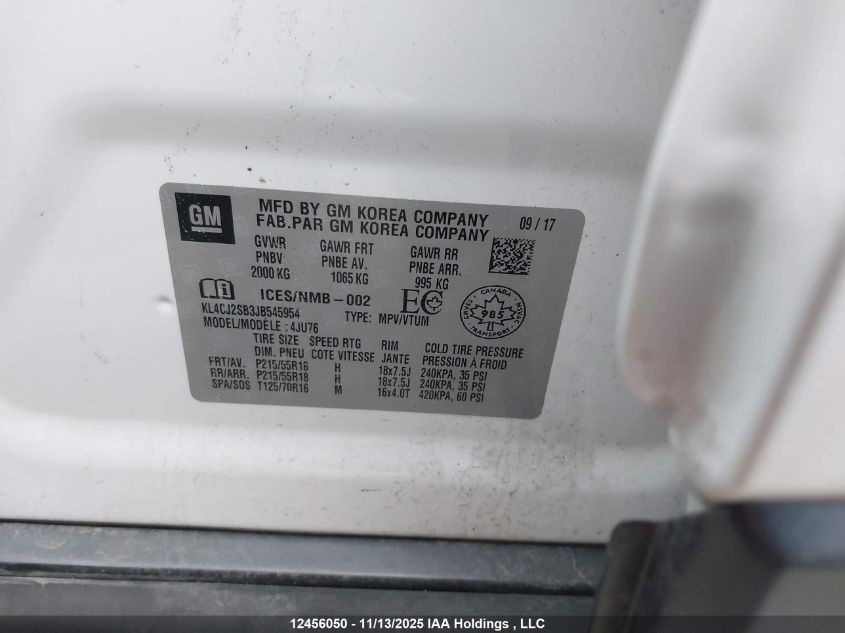 GM
MFD BY GM KOREA COMPANY 09 / 17
FAB.PAR GM KOREA COMPANY
GVWR GAWR FRT GAWR RR
PNBV PNBE AV. PNBE ARR.
2000 KG 1065 KG 995 KG
ICES/NMB-002 EC
KL4CJ2SB3JB545954 TYPE: MPV/VTUM
MODEL/MODÈLE : 4JU76
CANADA
985
TRANSPORT
TIRE SIZE SPEED RTG RIM COLD TIRE PRESSURE
DIM. PNEU COTE VITESSE JANTE PRESSION À FROID
FRT/AV. P215/55R16 H 18x7.5J 240KPA, 35 PSI
RR/ARR. P215/55R18 H 18x7.5J 240KPA, 35 PSI
SPA/SOS T125/70R16 M 16x4.0T 420KPA, 60 PSI
12456050 - 11/13/2025 IAA Holdings , LLC